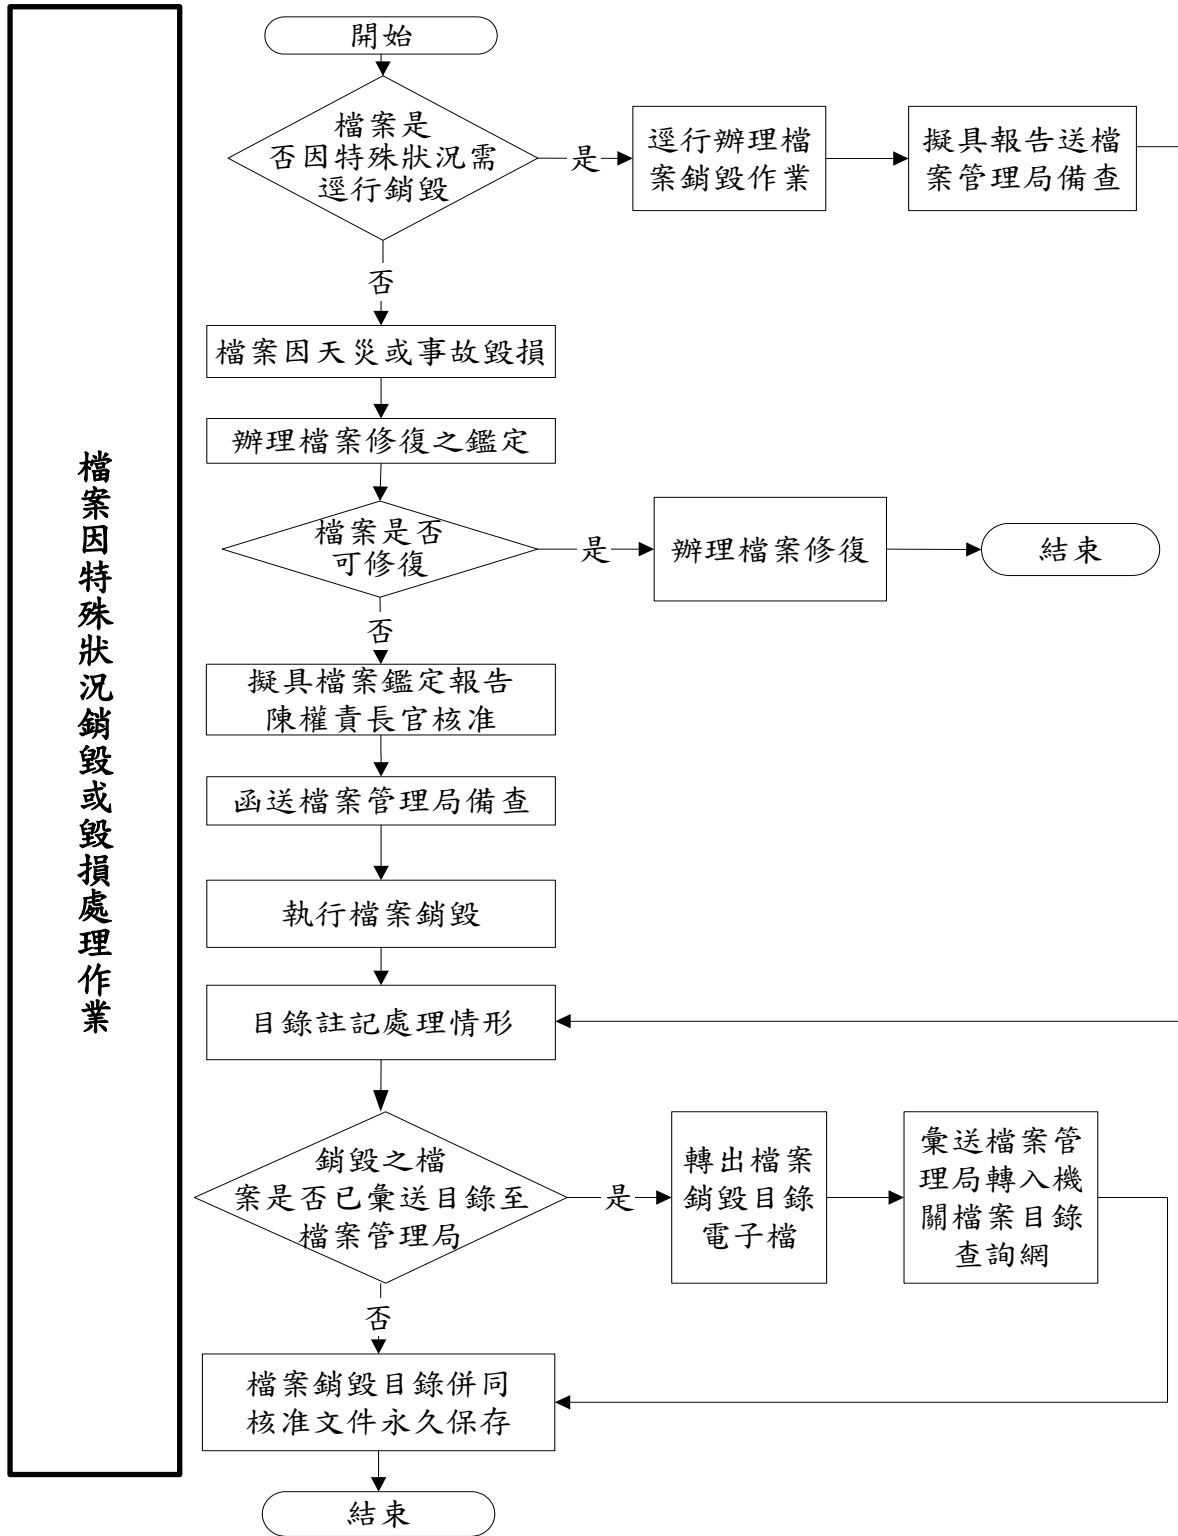 檔案因特殊狀況銷毀或毀損處理作業
開始
檔案是
否因特殊狀況需
逕行銷毀
是
逕行辦理檔
案銷毀作業
擬具報告送檔
案管理局備查
否
檔案因天災或事故毀損
辦理檔案修復之鑑定
檔案是否
可修復
是
辦理檔案修復
結束
否
擬具檔案鑑定報告
陳權責長官核准
函送檔案管理局備查
執行檔案銷毀
目錄註記處理情形
銷毀之檔
案是否已彙送目錄至
檔案管理局
是
轉出檔案
銷毀目錄
電子檔
彙送檔案管
理局轉入機
關檔案目錄
查詢網
否
檔案銷毀目錄併同
核准文件永久保存
結束